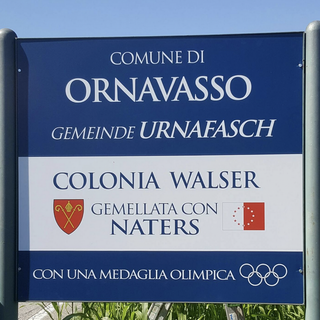 COMUNE DI
ORNAVASSO
GEMEINDE URNAFASCH
COLONIA WALSER
GEMELLATA CON
NATERS
CON UNA MEDAGLIA OLIMPICA